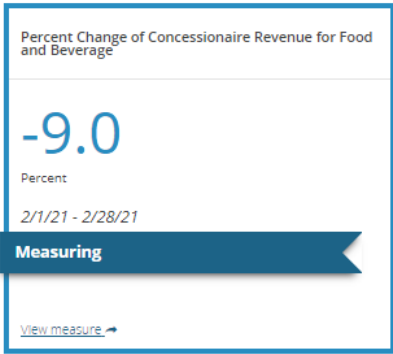 Percent Change of Concessionaire Revenue for Food
and Beverage
-9.0
Percent
2/1/21 - 2/28/21
Measuring
View measure